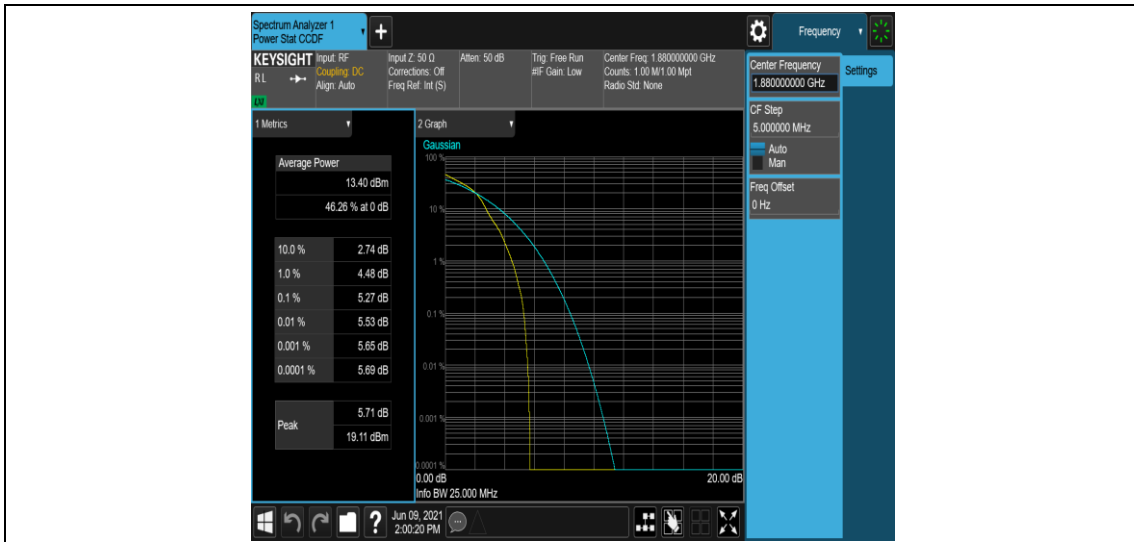 Spectrum Analyzer 1
Power Stat CCDF
Frequency
KEYSIGHT
RL
LXI
Input: RF
Coupling: DC
Align: Auto
Input Z: 50 Ω
Corrections: Off
Freq Ref: Int (S)
Atten: 50 dB
Trig: Free Run
#IF Gain: Low
Center Freq: 1.880000000 GHz
Counts: 1.00 M/1.00 Mpt
Radio Std: None
Center Frequency
1.880000000 GHz
Settings
CF Step
5.000000 MHz
Auto
Man
Freq Offset
0 Hz
1 Metrics
Average Power
13.40 dBm
46.26 % at 0 dB
10.0 % 2.74 dB
1.0 % 4.48 dB
0.1 % 5.27 dB
0.01 % 5.53 dB
0.001 % 5.65 dB
0.0001 % 5.69 dB
Peak
5.71 dB
19.11 dBm
2 Graph
Gaussian
100 %
10 %
1 %
0.1 %
0.01 %
0.001 %
0.0001 %
0.00 dB 20.00 dB
Info BW 25.000 MHz
?
Jun 09, 2021
2:00:20 PM